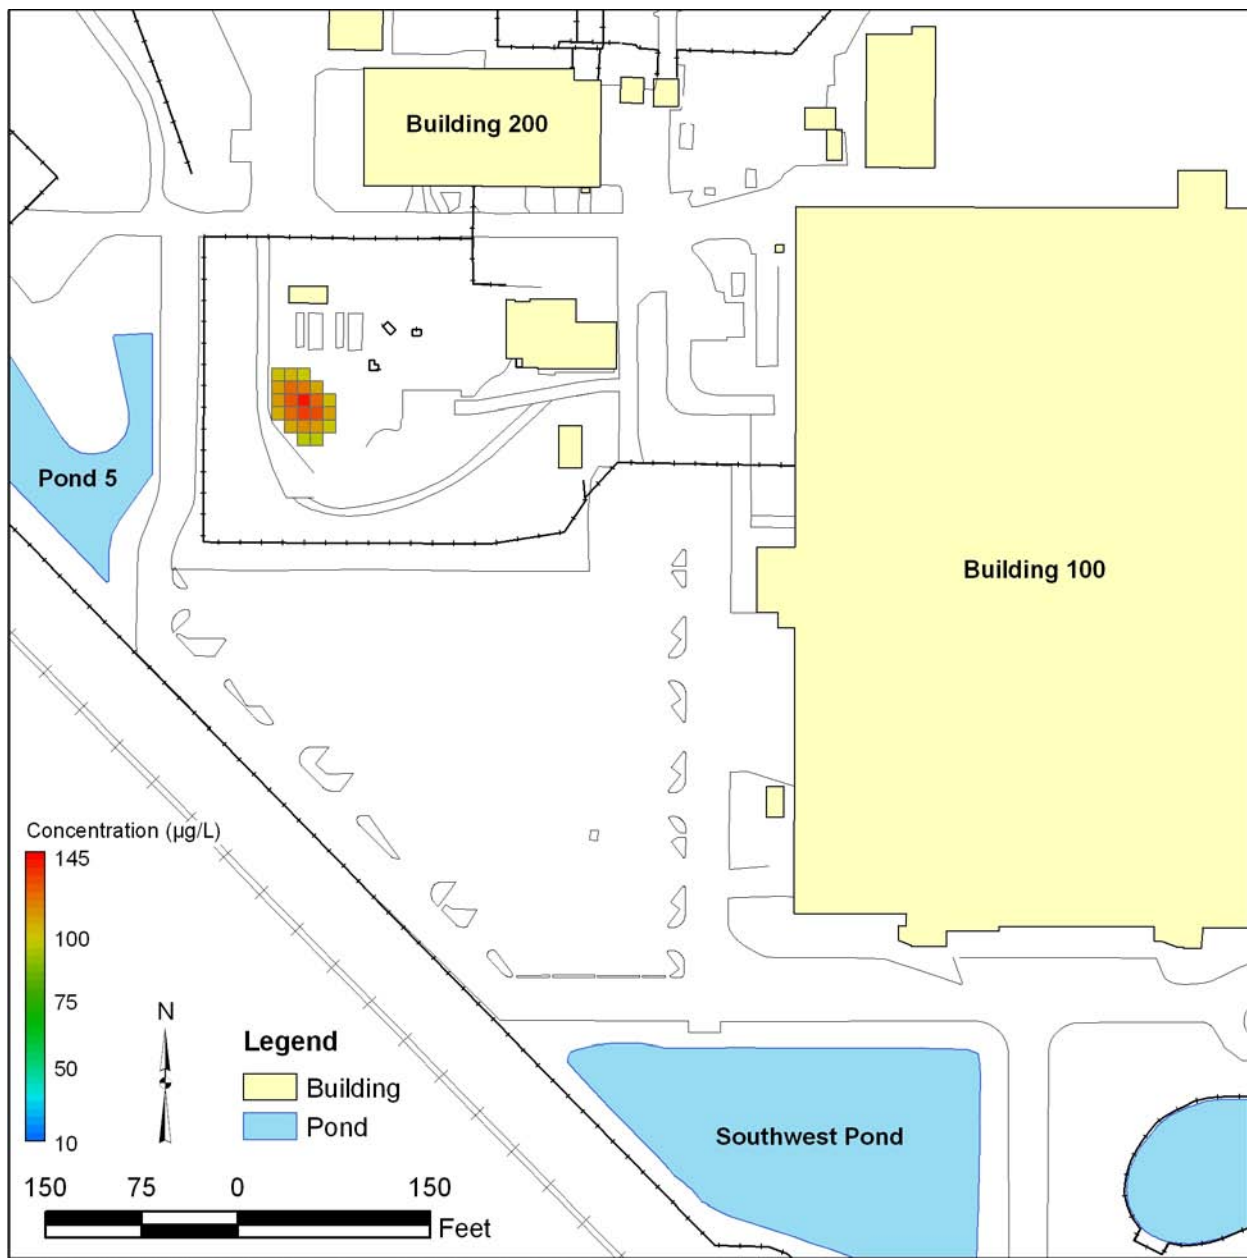 Building 200
Pond 5
Building 100
Concentration (µg/L)
145
100
75
50
10
N
Legend
Building
Pond
Southwest Pond
150 75 0 150
Feet